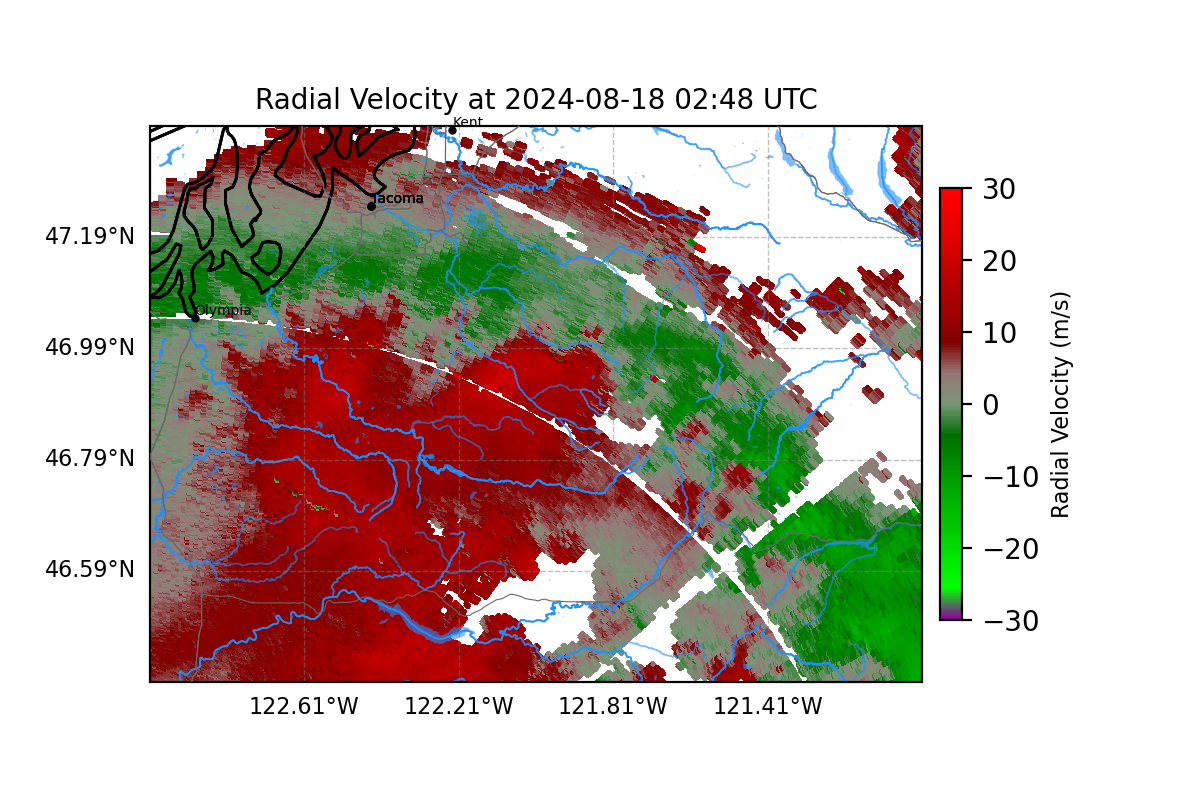 Radial Velocity at 2024-08-18 02:48 UTC
Kent
Tacoma
Olympia
47.19°N
46.99°N
46.79°N
46.59°N
122.61°W
122.21°W
121.81°W
121.41°W
30
20
10
0
−10
−20
−30
Radial Velocity (m/s)